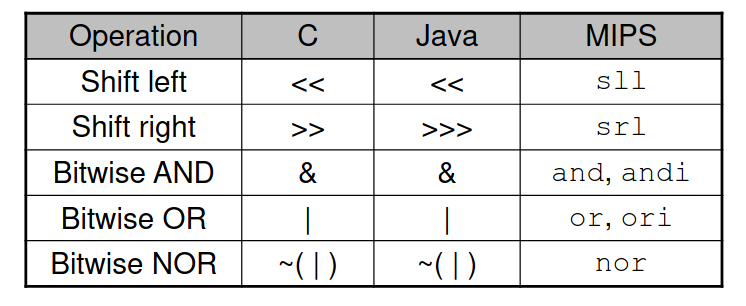 Operation C Java MIPS
Shift left << << sll
Shift right >> >>> srl
Bitwise AND & & and, andi
Bitwise OR | | or, ori
Bitwise NOR ~( | ) ~( | ) nor